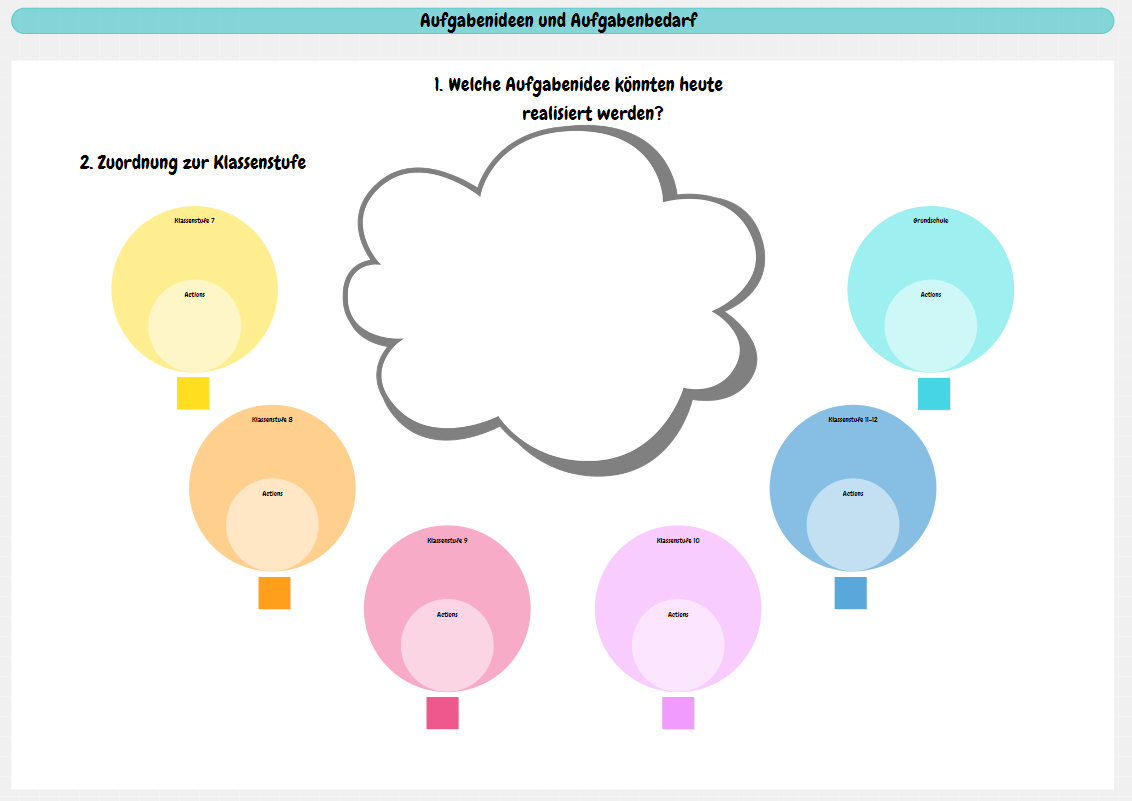 Aufgabenideen und Aufgabenbedarf
1. Welche Aufgabenidee könnten heute
realisiert werden?
2. Zuordnung zur Klassenstufe
Klassenstufe 7
Actions
Grundschule
Actions
Klassenstufe 8
Actions
Klassenstufe 11-12
Actions
Klassenstufe 9
Actions
Klassenstufe 10
Actions